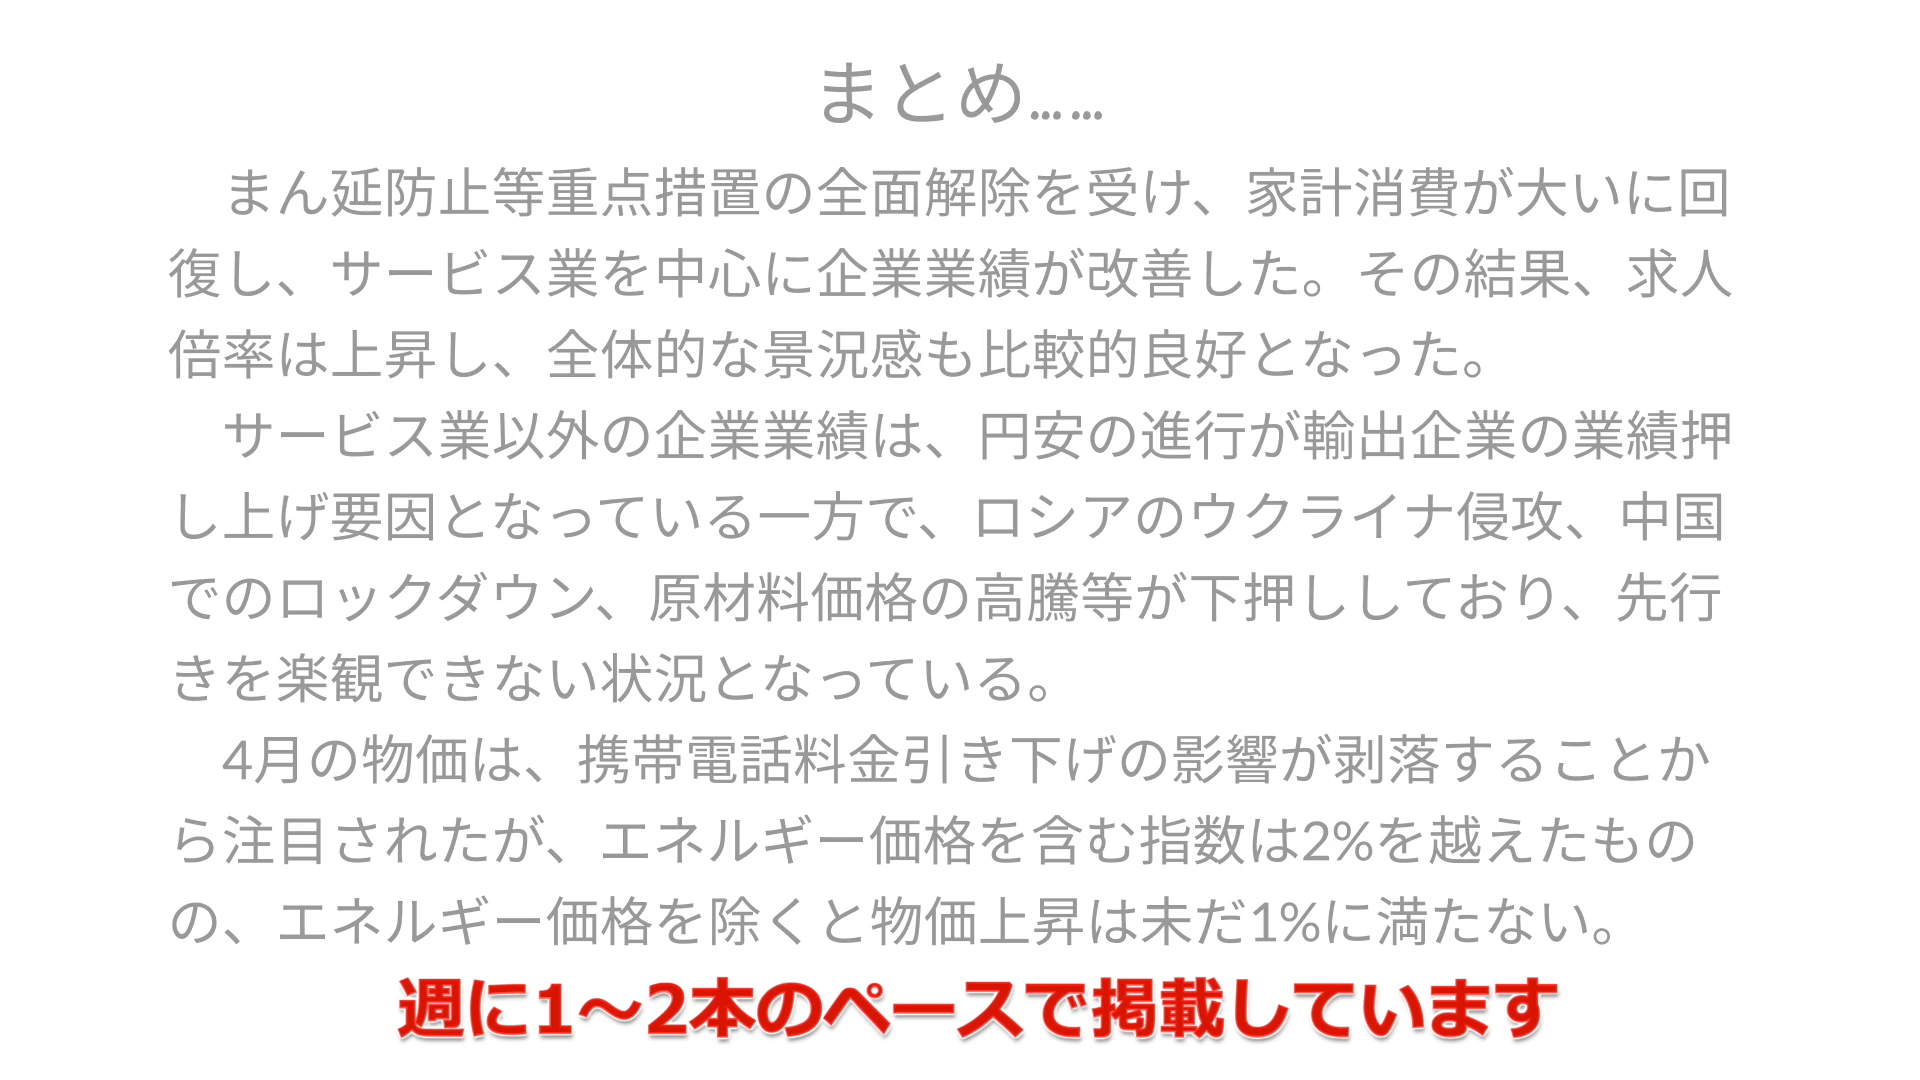 まとめ……
まん延防止等重点措置の全面解除を受け、家計消費が大いに回
復し、サービス業を中心に企業業績が改善した。その結果、求人
倍率は上昇し、全体的な景況感も比較的良好となった。
サービス業以外の企業業績は、円安の進行が輸出企業の業績押
し上げ要因となっている一方で、ロシアのウクライナ侵攻、中国
でのロックダウン、原材料価格の高騰等が下押ししており、先行
きを楽観できない状況となっている。
4月の物価は、携帯電話料金引き下げの影響が剥落することか
ら注目されたが、エネルギー価格を含む指数は2%を越えたもの
の、エネルギー価格を除くと物価上昇は未だ1%に満たない。
週に1～2本のペースで掲載しています